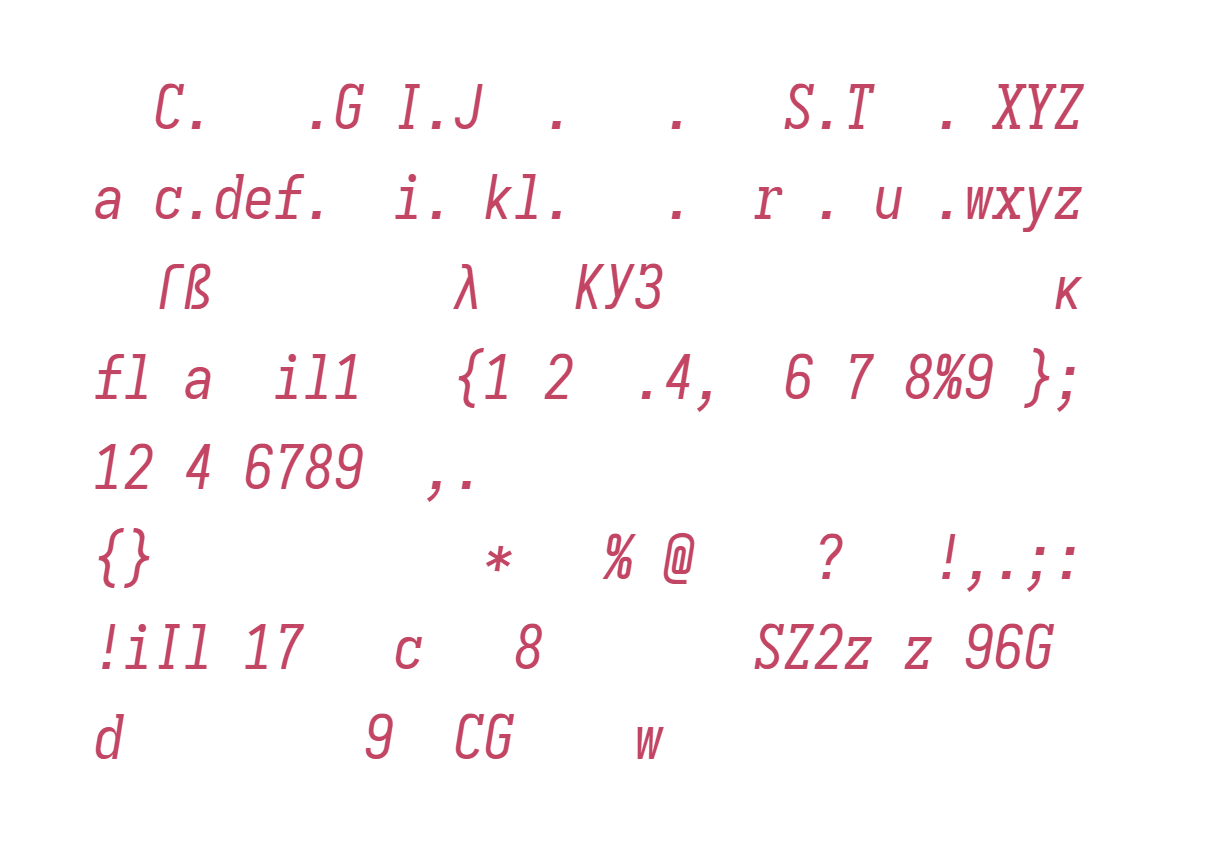 C. .G I.J . . S.T . XYZ
a c.def. i. kl. . r . u .wxyz
Гß λ КУЗ к
fl a il1 {1 2 .4, 6 7 8%9 };
12 4 6789 ,.
{} * % @ ? !,.;:
!iIl 17 c 8 SZ2z z 96G
d 9 CG w